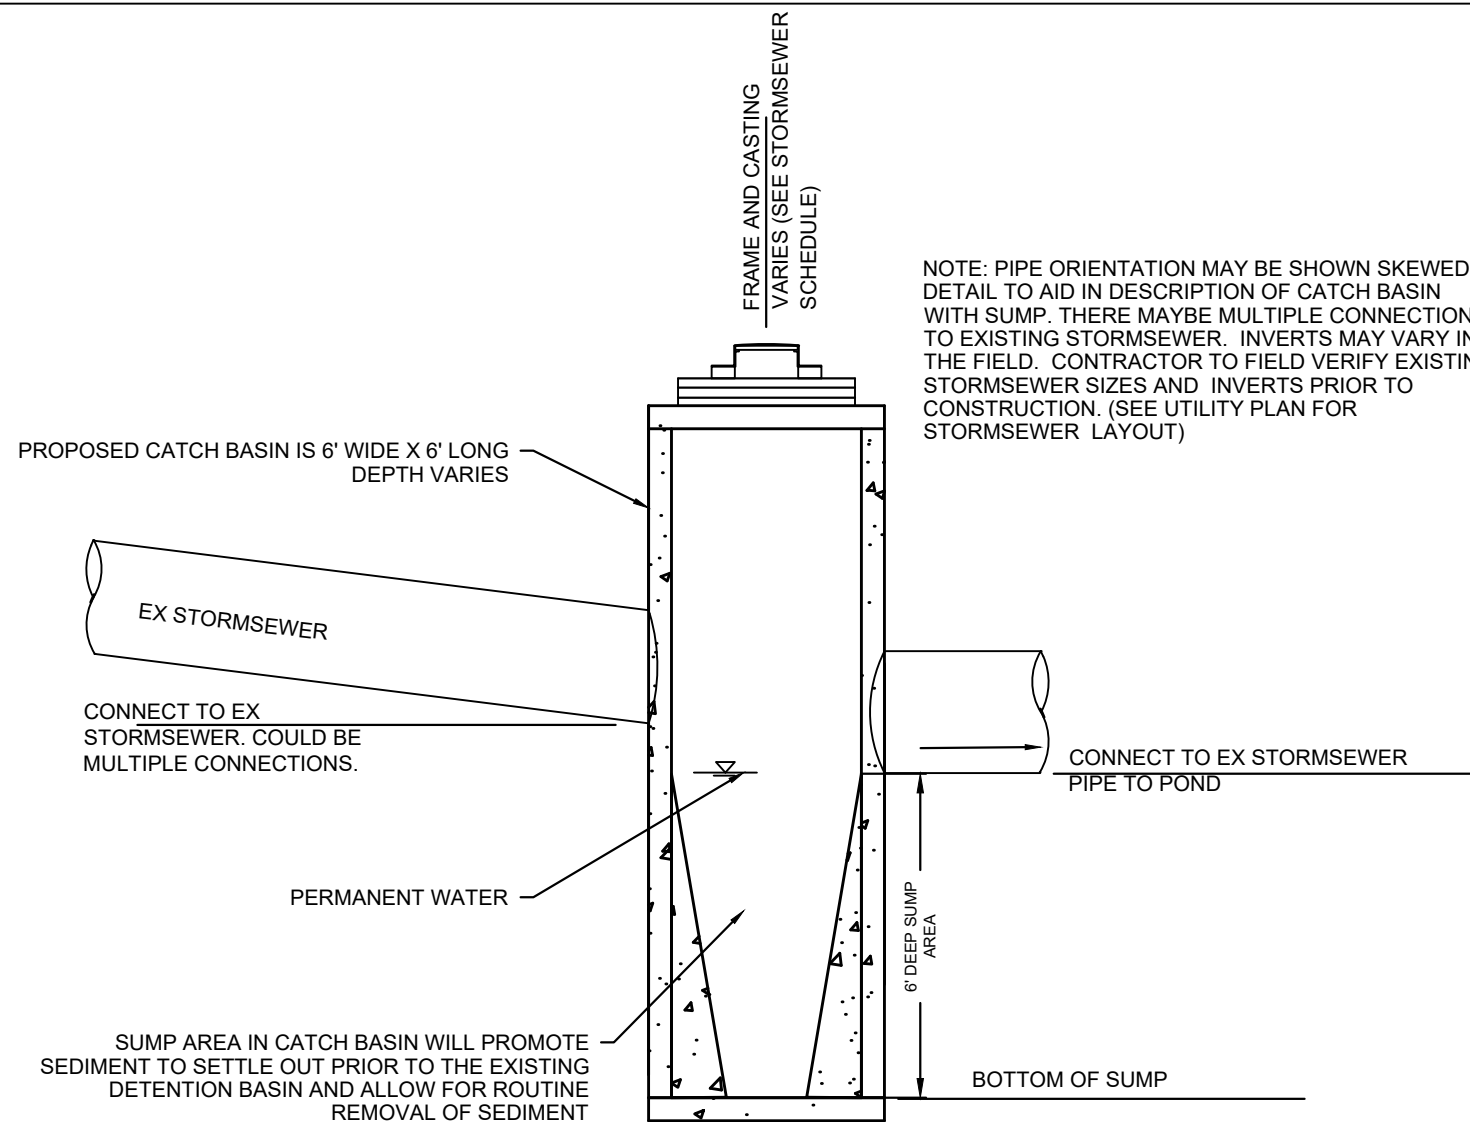 FRAME AND CASTING
VARIES (SEE STORMSEWER
SCHEDULE)
NOTE: PIPE ORIENTATION MAY BE SHOWN SKEWED
DETAIL TO AID IN DESCRIPTION OF CATCH BASIN
WITH SUMP. THERE MAYBE MULTIPLE CONNECTION
TO EXISTING STORMSEWER. INVERTS MAY VARY IN
THE FIELD. CONTRACTOR TO FIELD VERIFY EXISTIN
STORMSEWER SIZES AND INVERTS PRIOR TO
CONSTRUCTION. (SEE UTILITY PLAN FOR
STORMSEWER LAYOUT)
PROPOSED CATCH BASIN IS 6' WIDE X 6' LONG
DEPTH VARIES
EX STORMSEWER
CONNECT TO EX
STORMSEWER. COULD BE
MULTIPLE CONNECTIONS.
CONNECT TO EX STORMSEWER
PIPE TO POND
PERMANENT WATER
6' DEEP SUMP
AREA
SUMP AREA IN CATCH BASIN WILL PROMOTE
SEDIMENT TO SETTLE OUT PRIOR TO THE EXISTING
DETENTION BASIN AND ALLOW FOR ROUTINE
REMOVAL OF SEDIMENT
BOTTOM OF SUMP